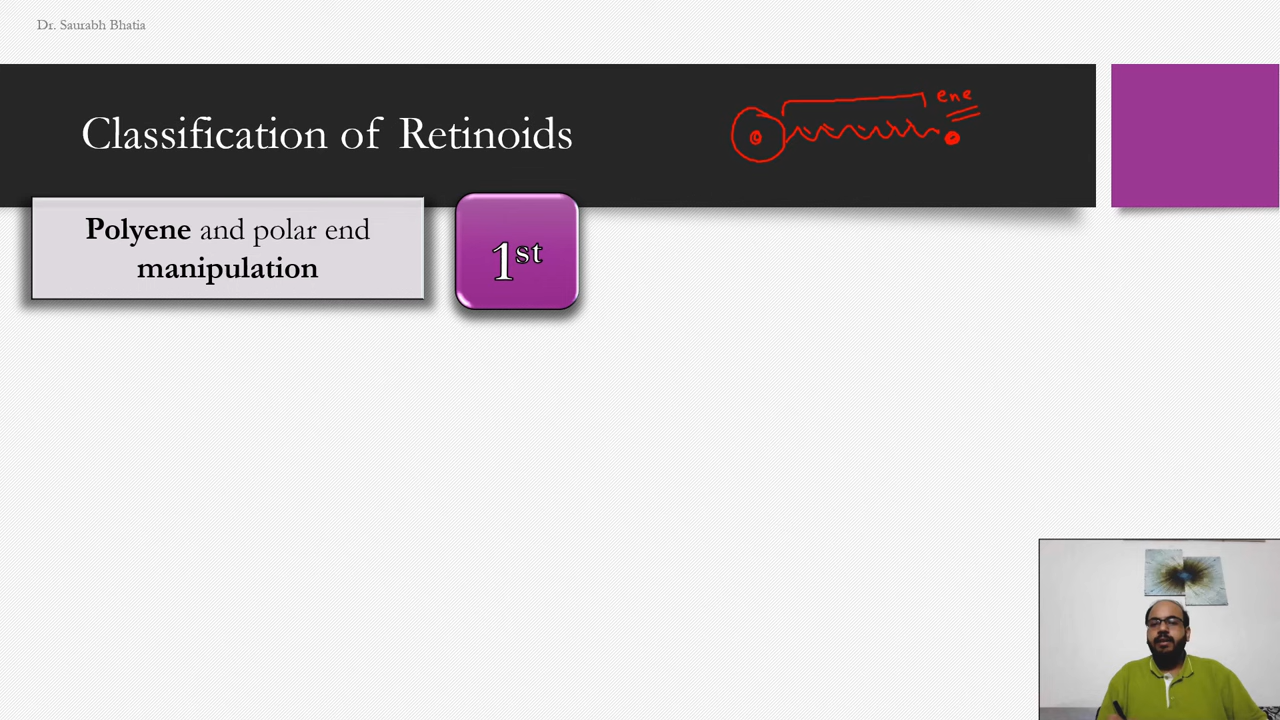 Dr. Saurabh Bhatia
ene
Classification of Retinoids
Polyene and polar end
manipulation
1st